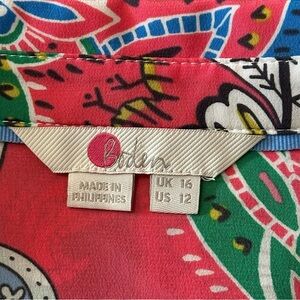 Boden
MADE IN
PHILIPPINES
UK 16
US 12